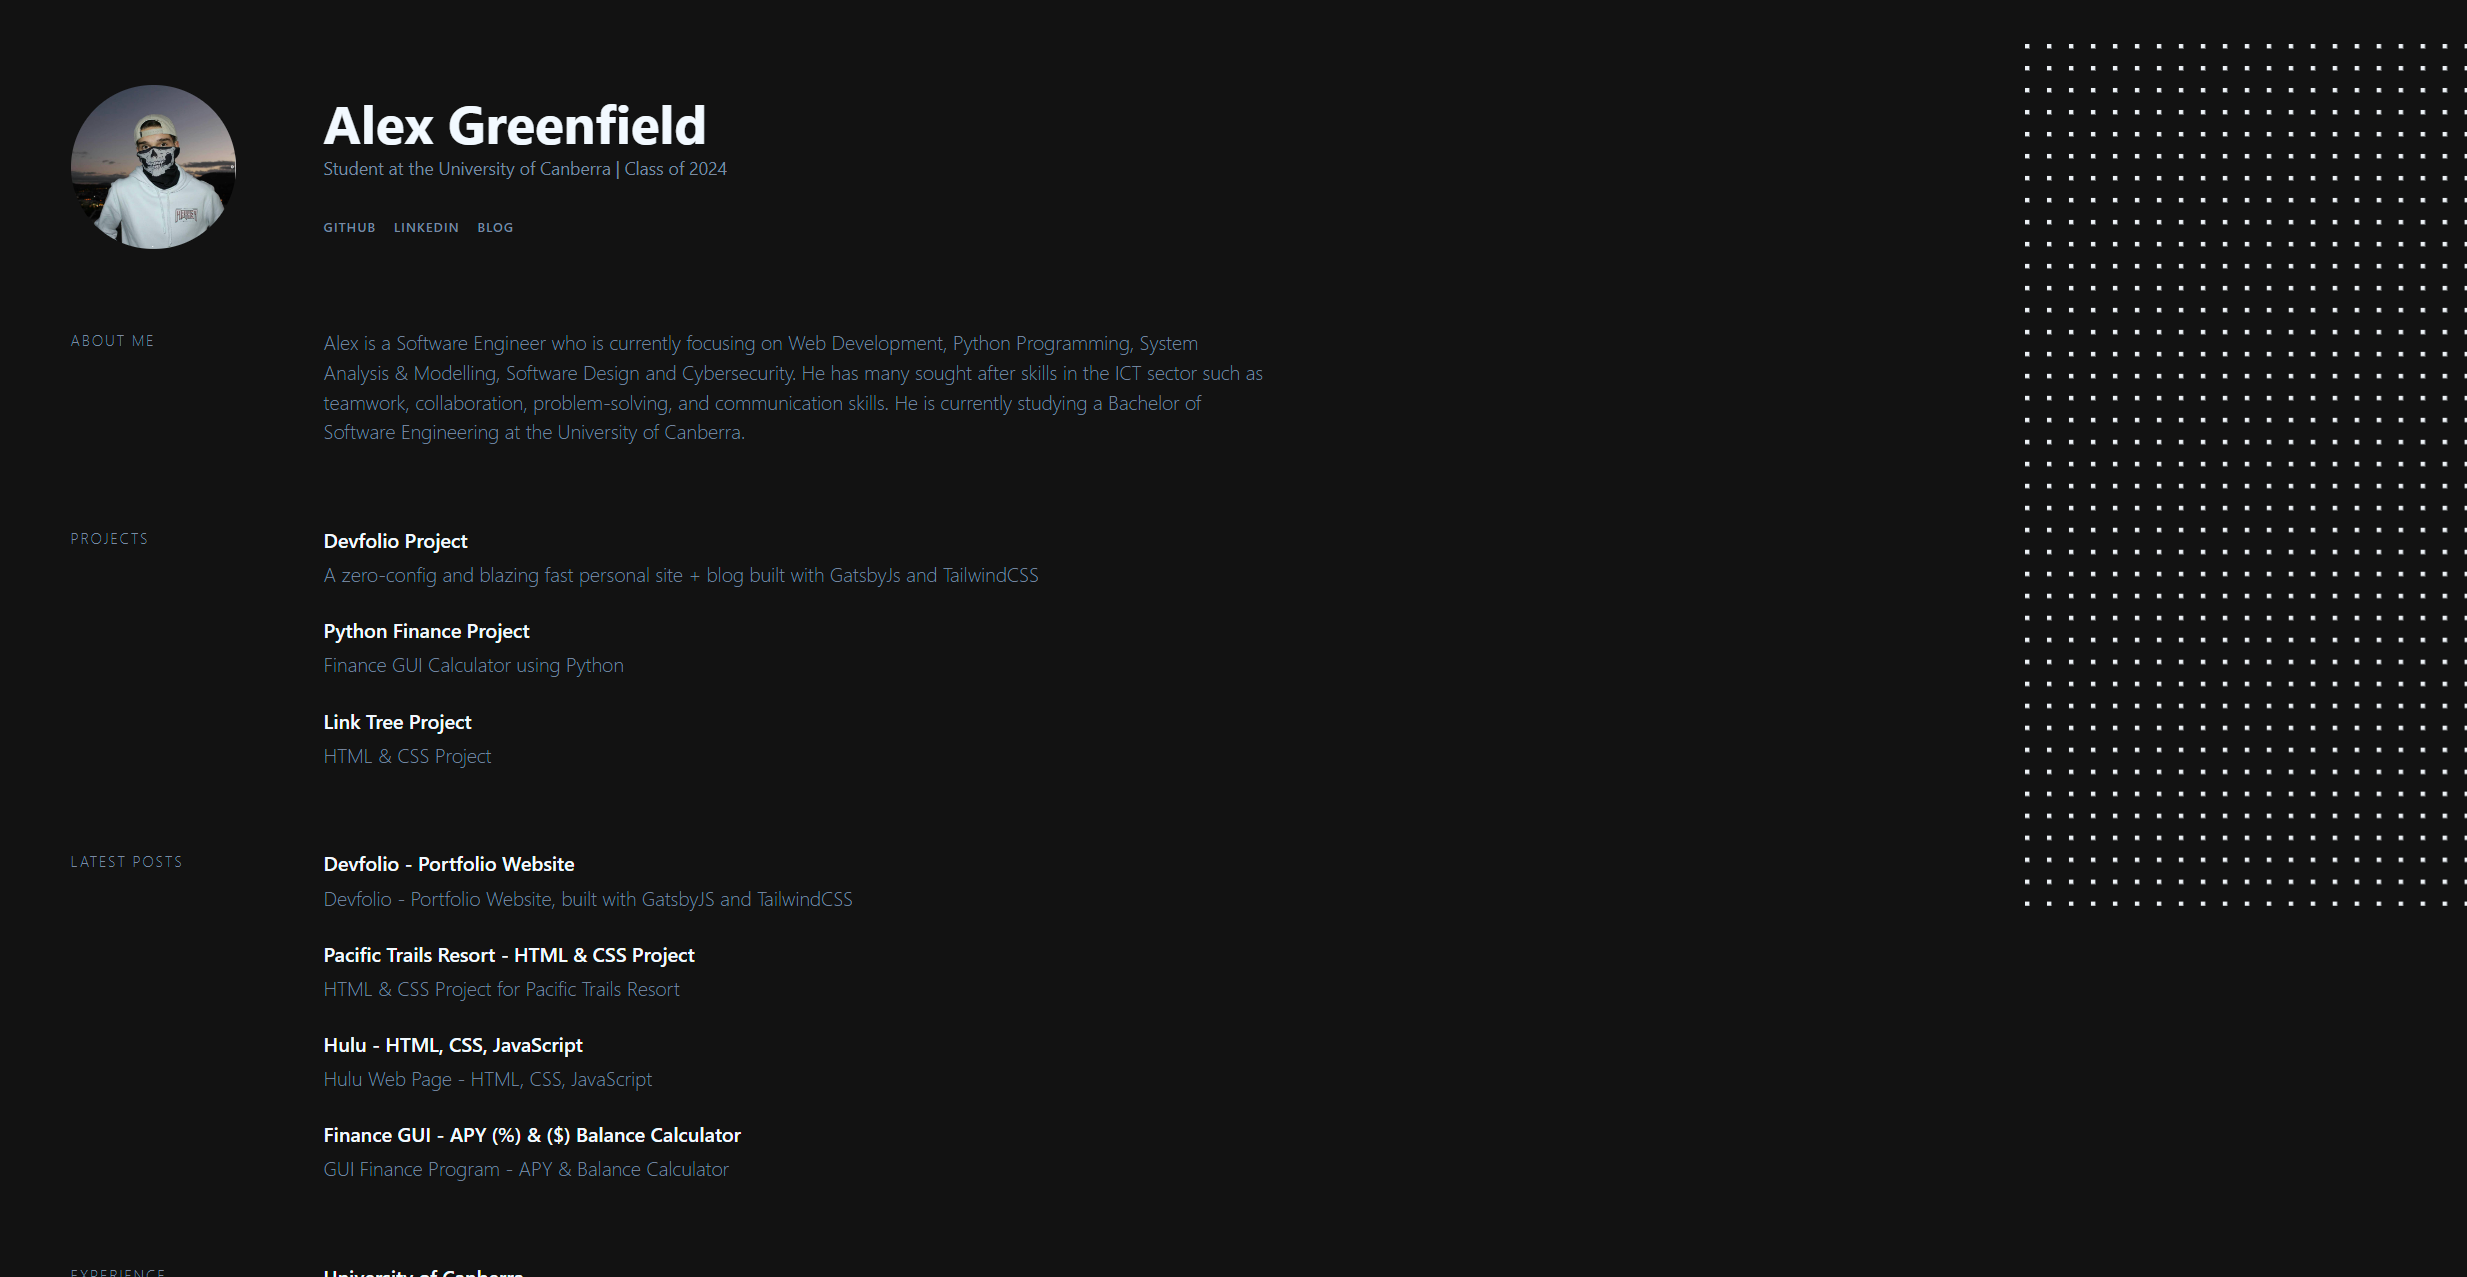 Alex Greenfield
Student at the University of Canberra | Class of 2024
GITHUB LINKEDIN BLOG
ABOUT ME
Alex is a Software Engineer who is currently focusing on Web Development, Python Programming, System
Analysis & Modelling, Software Design and Cybersecurity. He has many sought after skills in the ICT sector such as
teamwork, collaboration, problem-solving, and communication skills. He is currently studying a Bachelor of
Software Engineering at the University of Canberra.
PROJECTS
Devfolio Project
A zero-config and blazing fast personal site + blog built with GatsbyJs and TailwindCSS
Python Finance Project
Finance GUI Calculator using Python
Link Tree Project
HTML & CSS Project
LATEST POSTS
Devfolio - Portfolio Website
Devfolio - Portfolio Website, built with GatsbyJS and TailwindCSS
Pacific Trails Resort - HTML & CSS Project
HTML & CSS Project for Pacific Trails Resort
Hulu - HTML, CSS, JavaScript
Hulu Web Page - HTML, CSS, JavaScript
Finance GUI - APY (%) & ($) Balance Calculator
GUI Finance Program - APY & Balance Calculator
EXPERIENCE
University of Canberra